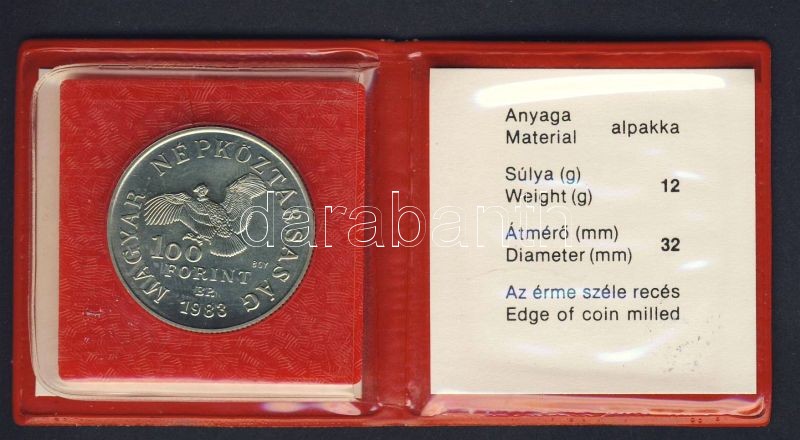 MAGYAR NÉPKÖZTÁRSASÁG
100
FORINT
BGY
BP.
1983
Anyaga
Material alpakka
Súlya (g)
Weight (g) 12
Átmérő (mm)
Diameter (mm) 32
Az érme széle recés
Edge of coin milled
darabanth